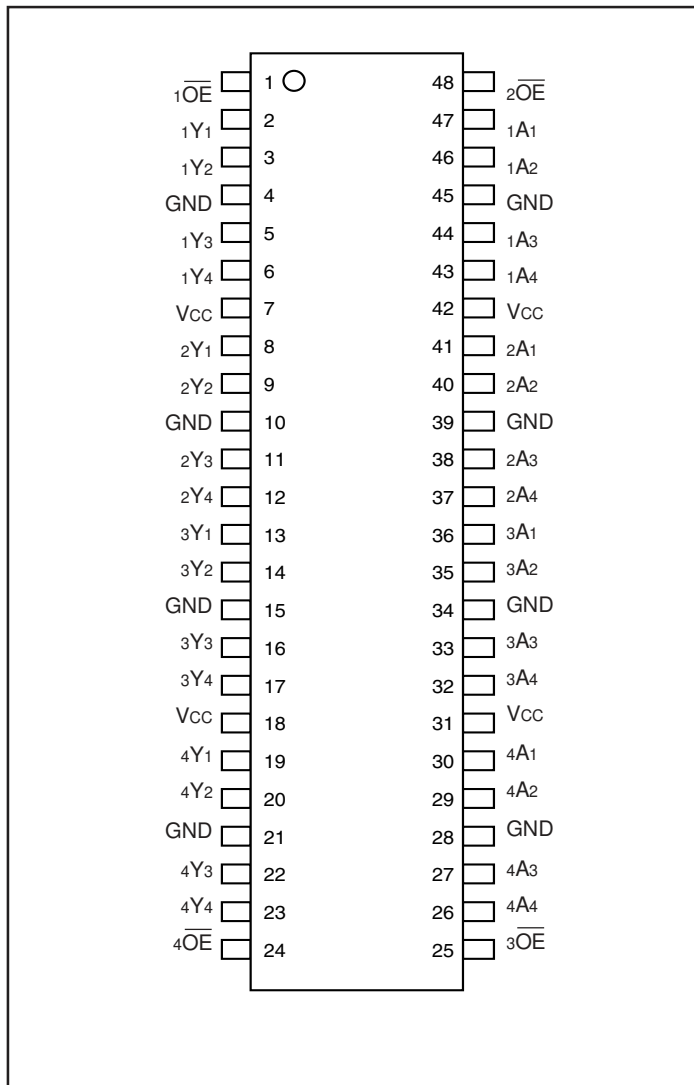 1OE 1 48 2OE
1Y1 2 47 1A1
1Y2 3 46 1A2
GND 4 45 GND
1Y3 5 44 1A3
1Y4 6 43 1A4
VCC 7 42 VCC
2Y1 8 41 2A1
2Y2 9 40 2A2
GND 10 39 GND
2Y3 11 38 2A3
2Y4 12 37 2A4
3Y1 13 36 3A1
3Y2 14 35 3A2
GND 15 34 GND
3Y3 16 33 3A3
3Y4 17 32 3A4
VCC 18 31 VCC
4Y1 19 30 4A1
4Y2 20 29 4A2
GND 21 28 GND
4Y3 22 27 4A3
4Y4 23 26 4A4
4OE 24 25 3OE